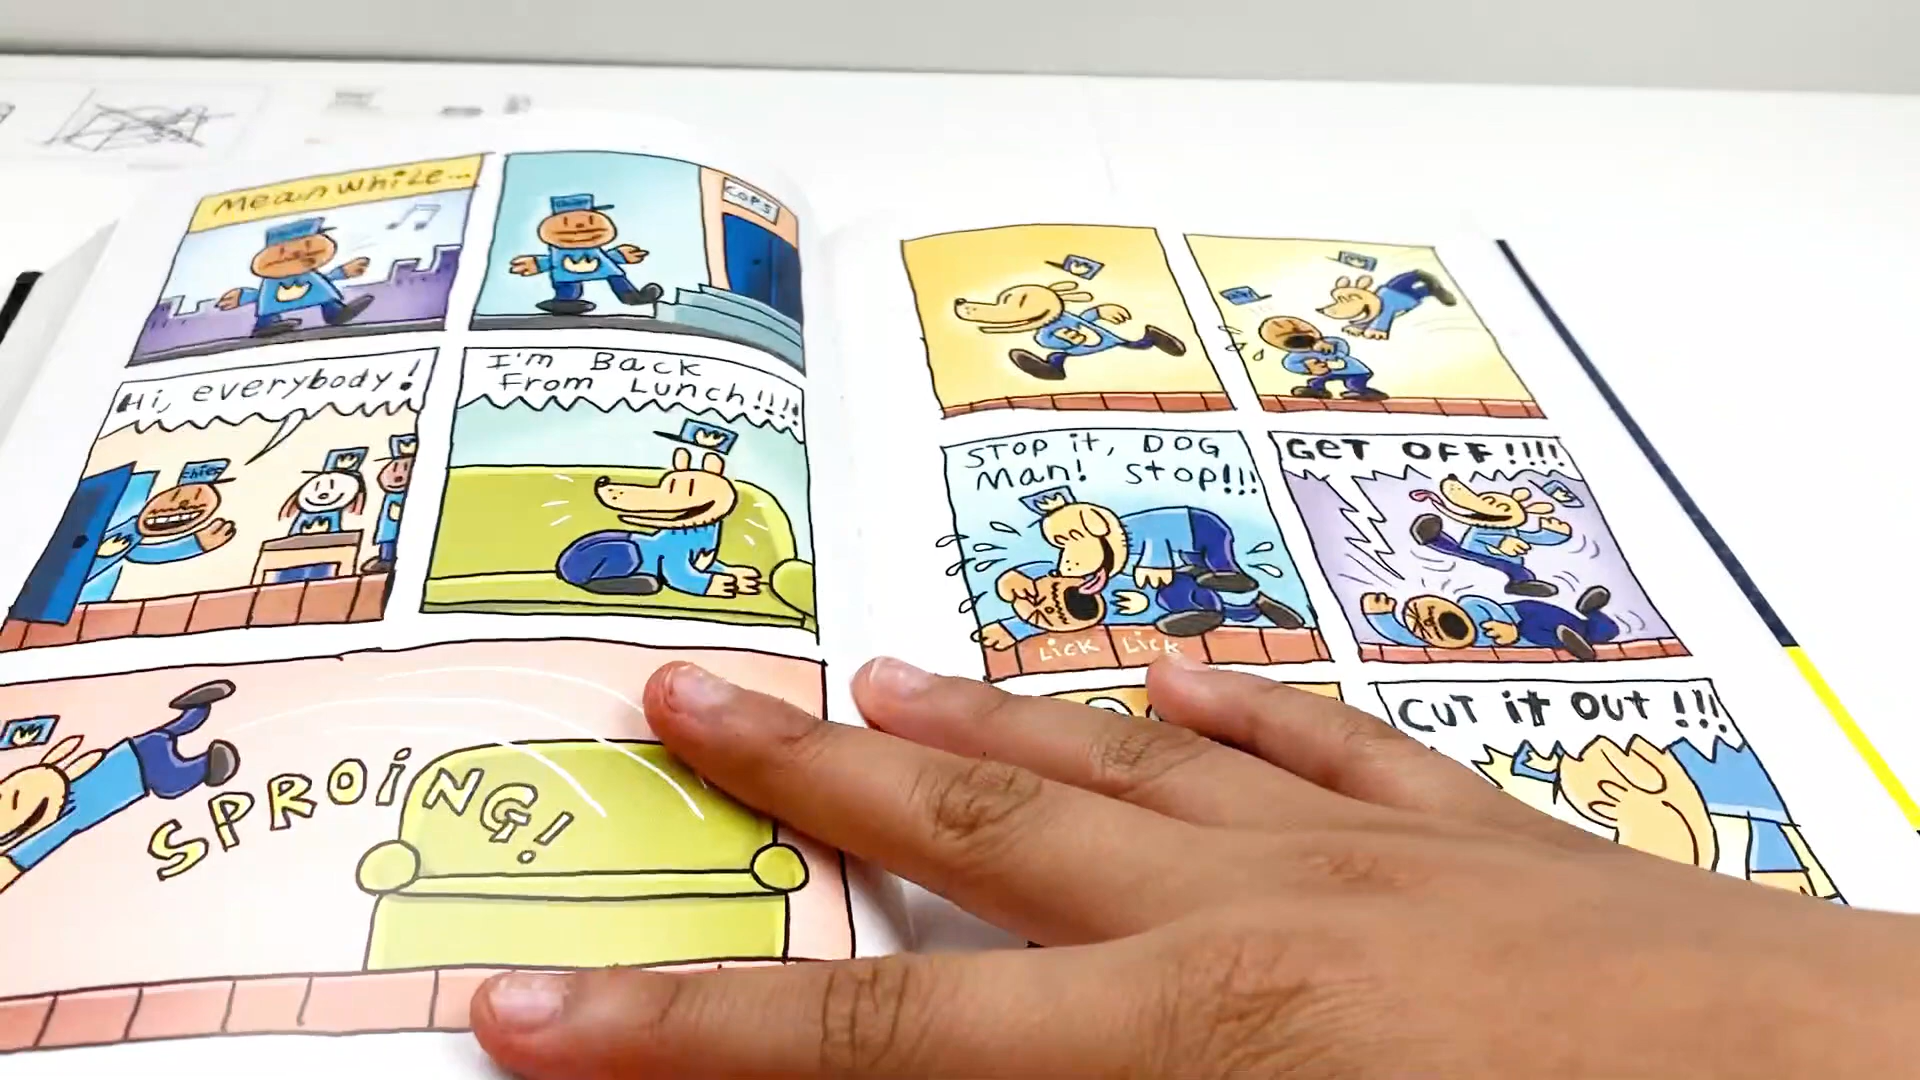 Meanwhile...
COPS
Hi, everybody!
Chief
I'm Back
From Lunch!!!!
SPROING!
Stop it, DOG
Man! Stop!!!
Lick Lick
Get OFF!!!!
Cut it Out !!!